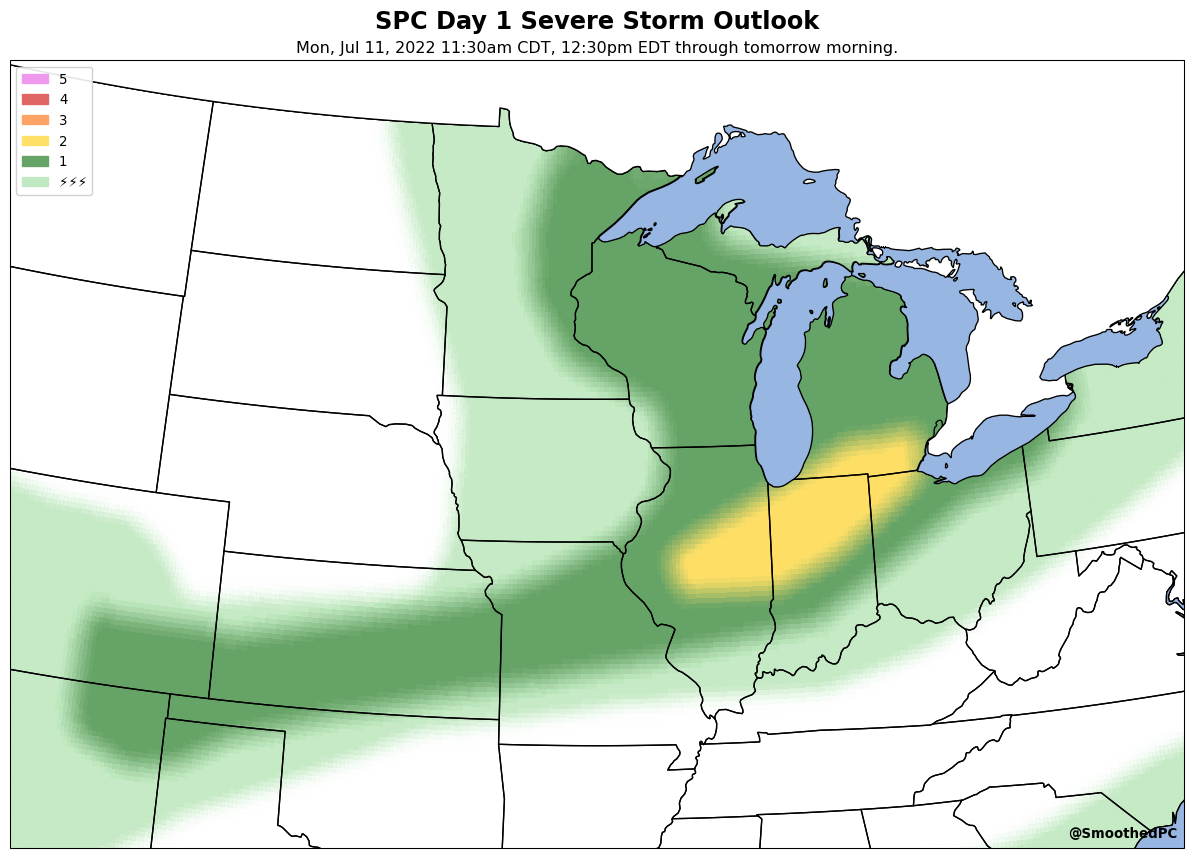 SPC Day 1 Severe Storm Outlook
Mon, Jul 11, 2022 11:30am CDT, 12:30pm EDT through tomorrow morning.
5
4
3
2
1
⚡⚡⚡
@SmoothedPC